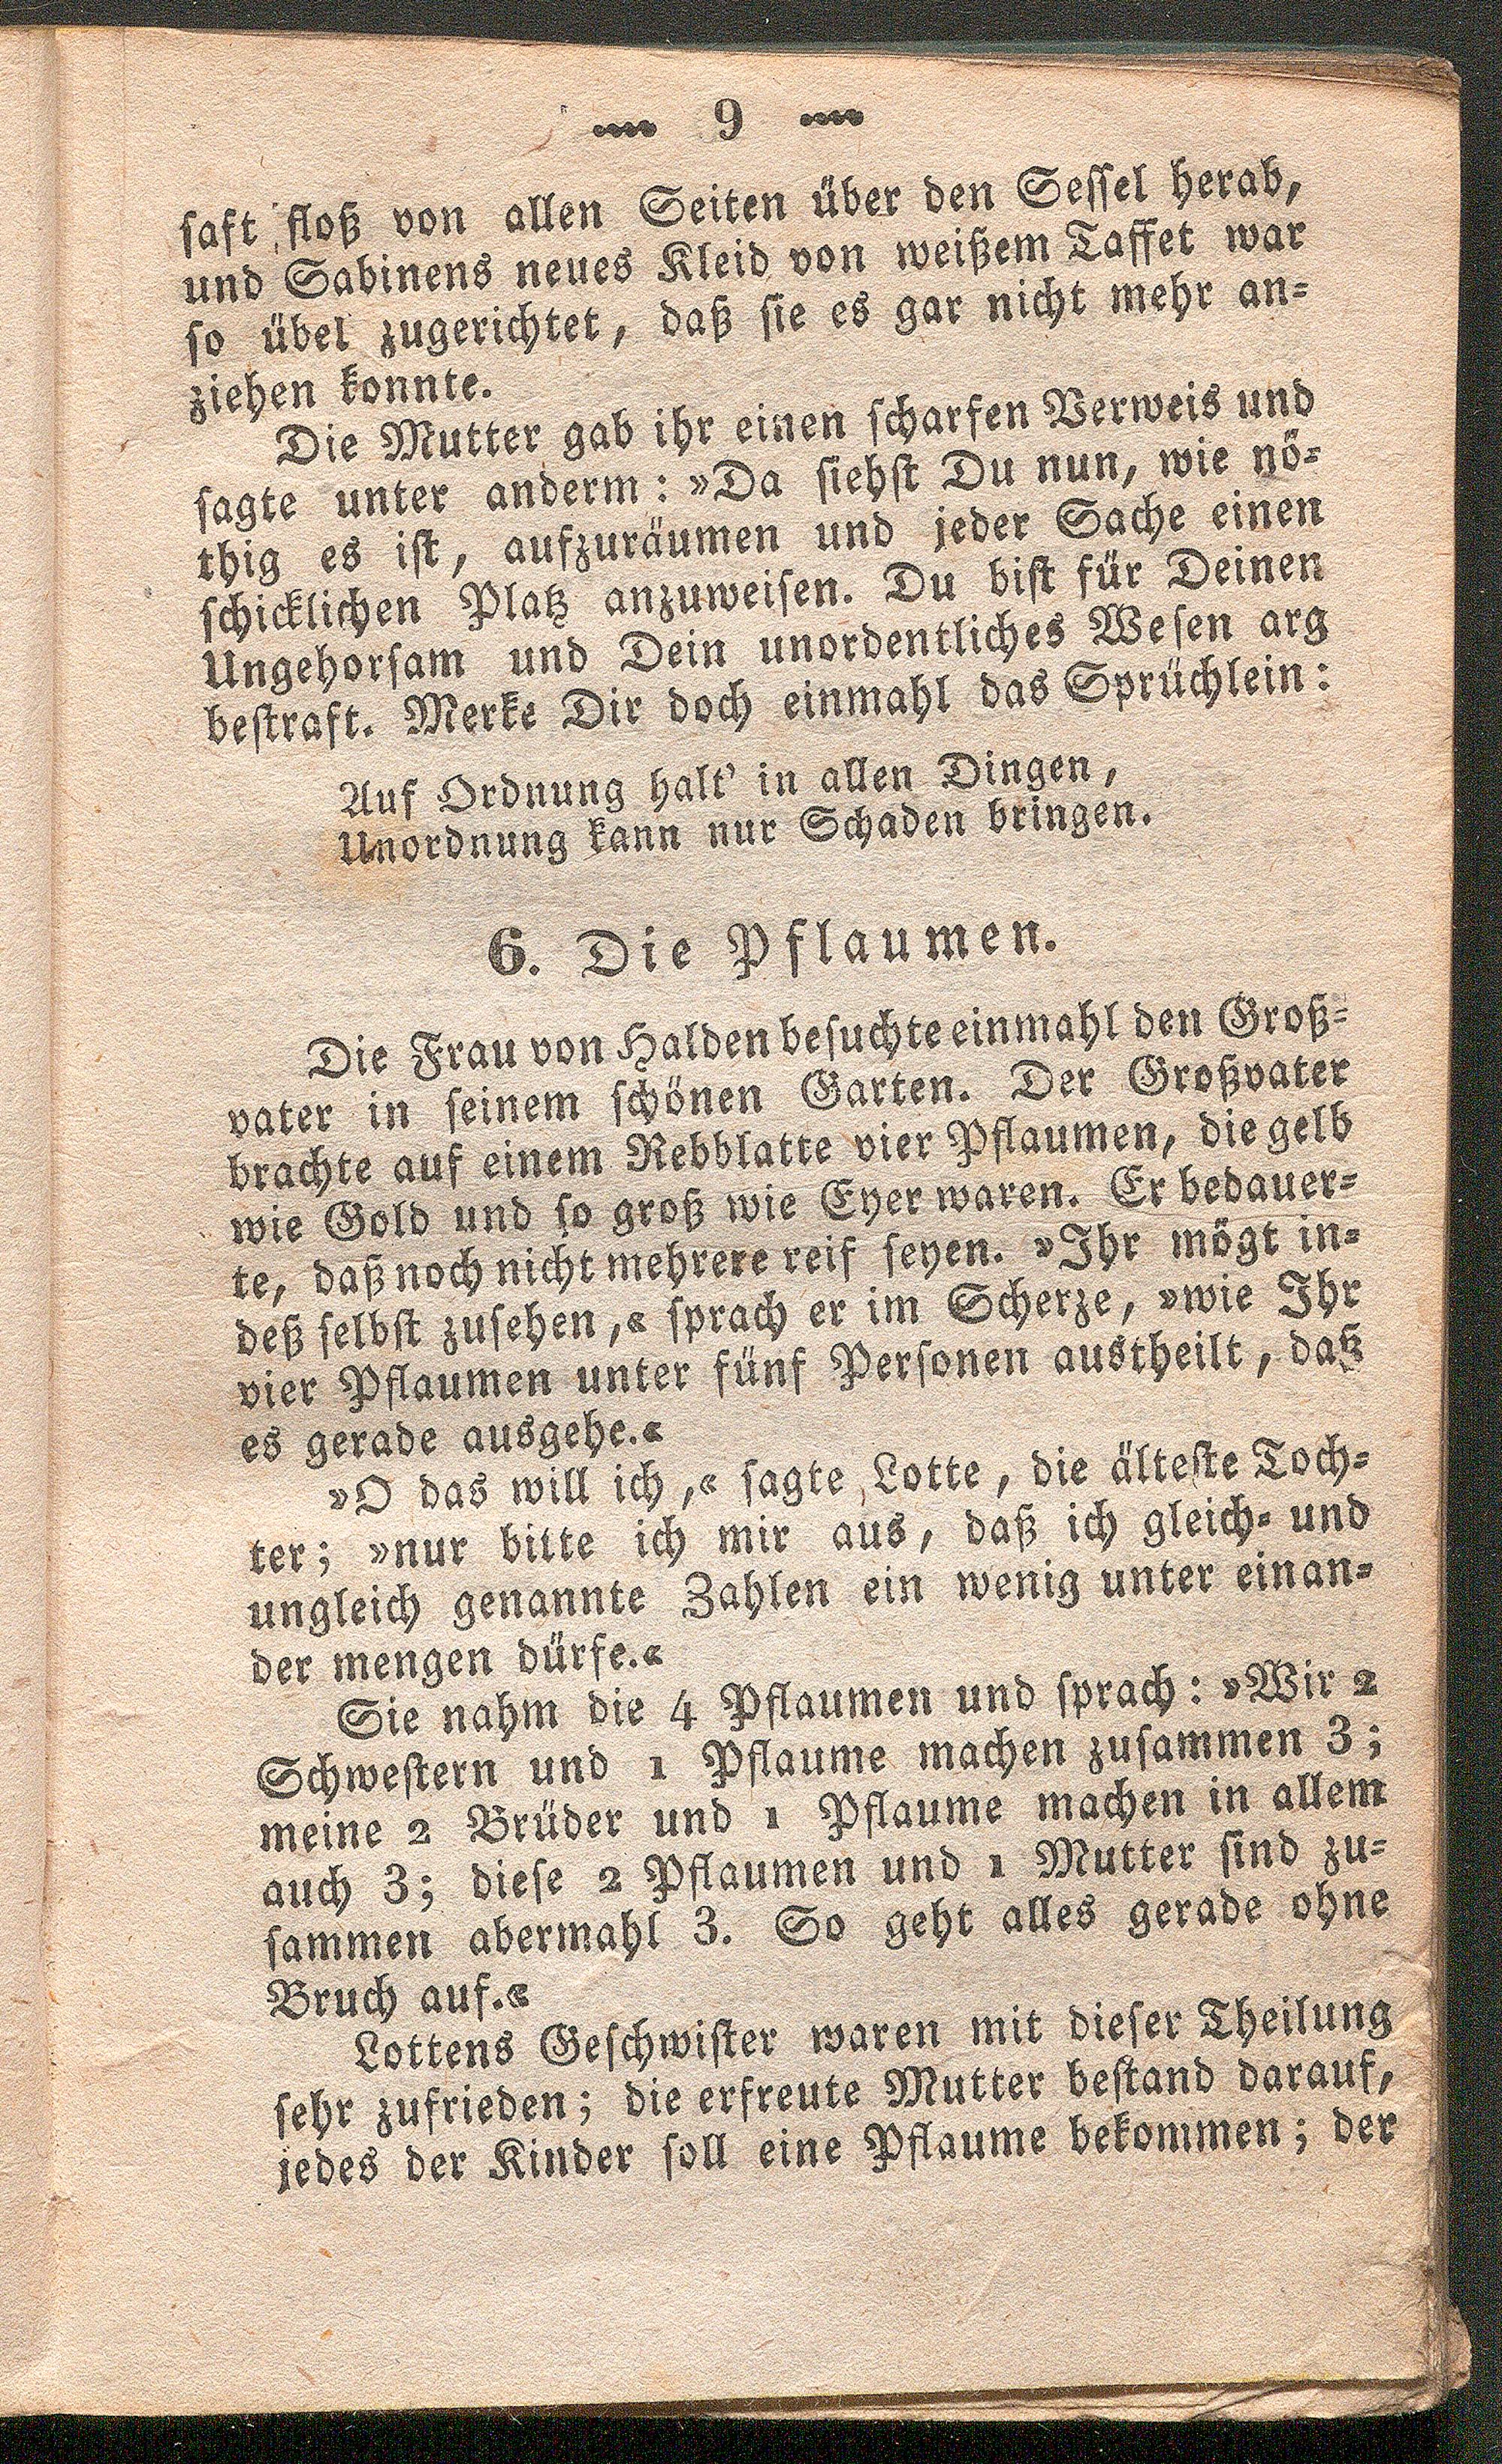 9
saft floß von allen Seiten über den Sessel herab,
und Sabinens neues Kleid von weißem Taffet war
so übel zugerichtet, daß sie es gar nicht mehr an-
ziehen konnte.
Die Mutter gab ihr einen scharfen Verweis und
sagte unter anderm: »Da siehst Du nun, wie nö-
thig es ist, aufzuräumen und jeder Sache einen
schicklichen Platz anzuweisen. Du bist für Deinen
Ungehorsam und Dein unordentliches Wesen arg
bestraft. Merke Dir doch einmahl das Sprüchlein:
Auf Ordnung halt' in allen Dingen,
Unordnung kann nur Schaden bringen.
6. Die Pflaumen.
Die Frau von Halden besuchte einmahl den Groß-
vater in seinem schönen Garten. Der Großvater
brachte auf einem Rebblatte vier Pflaumen, die gelb
wie Gold und so groß wie Eyer waren. Er bedauer-
te, daß noch nicht mehrere reif seyen. »Ihr mögt in-
deß selbst zusehen,« sprach er im Scherze, »wie Ihr
vier Pflaumen unter fünf Personen austheilt, daß
es gerade ausgehe.«
»O das will ich,« sagte Lotte, die älteste Toch-
ter; »nur bitte ich mir aus, daß ich gleich- und
ungleich genannte Zahlen ein wenig unter einan-
der mengen dürfe.«
Sie nahm die 4 Pflaumen und sprach: »Wir 2
Schwestern und 1 Pflaume machen zusammen 3;
meine 2 Brüder und 1 Pflaume machen in allem
auch 3; diese 2 Pflaumen und 1 Mutter sind zu-
sammen abermahl 3. So geht alles gerade ohne
Bruch auf.«
Lottens Geschwister waren mit dieser Theilung
sehr zufrieden; die erfreute Mutter bestand darauf,
jedes der Kinder soll eine Pflaume bekommen; der